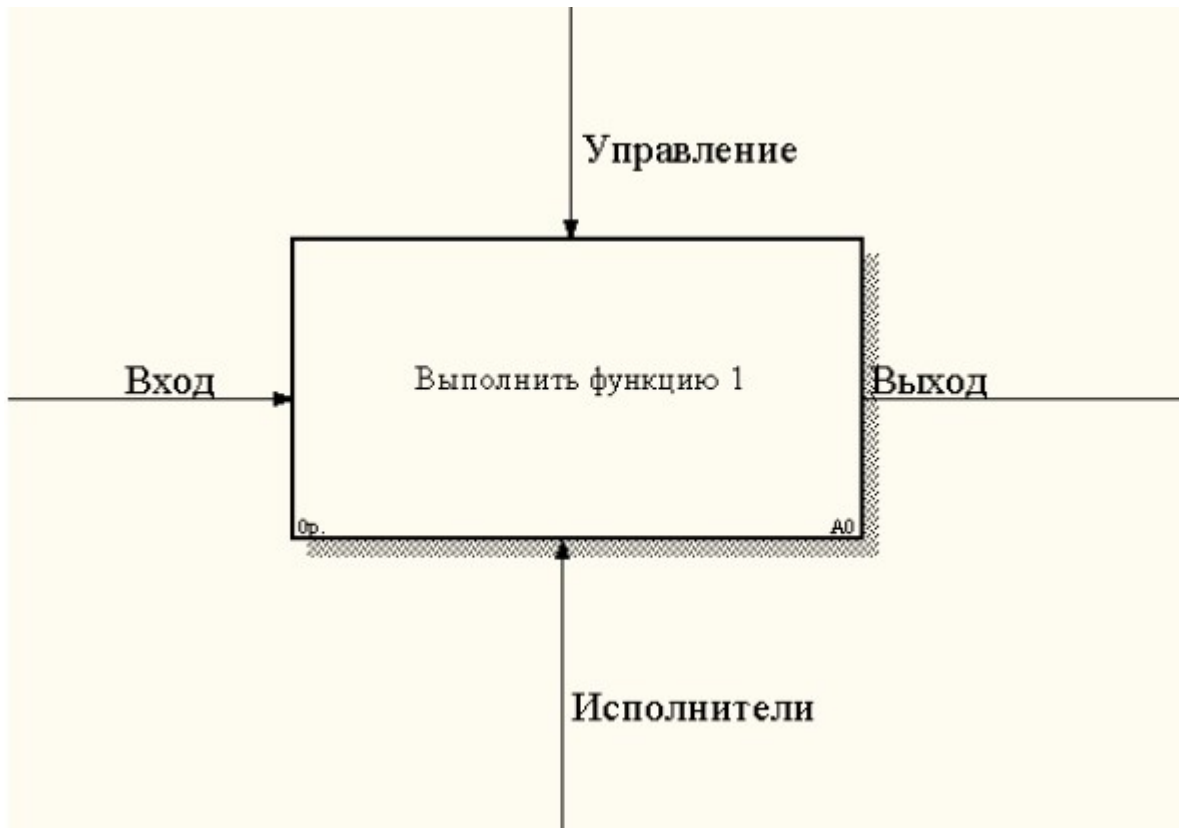 Управление
Вход
Выполнить функцию 1
Выход
0р.
A0
Исполнители